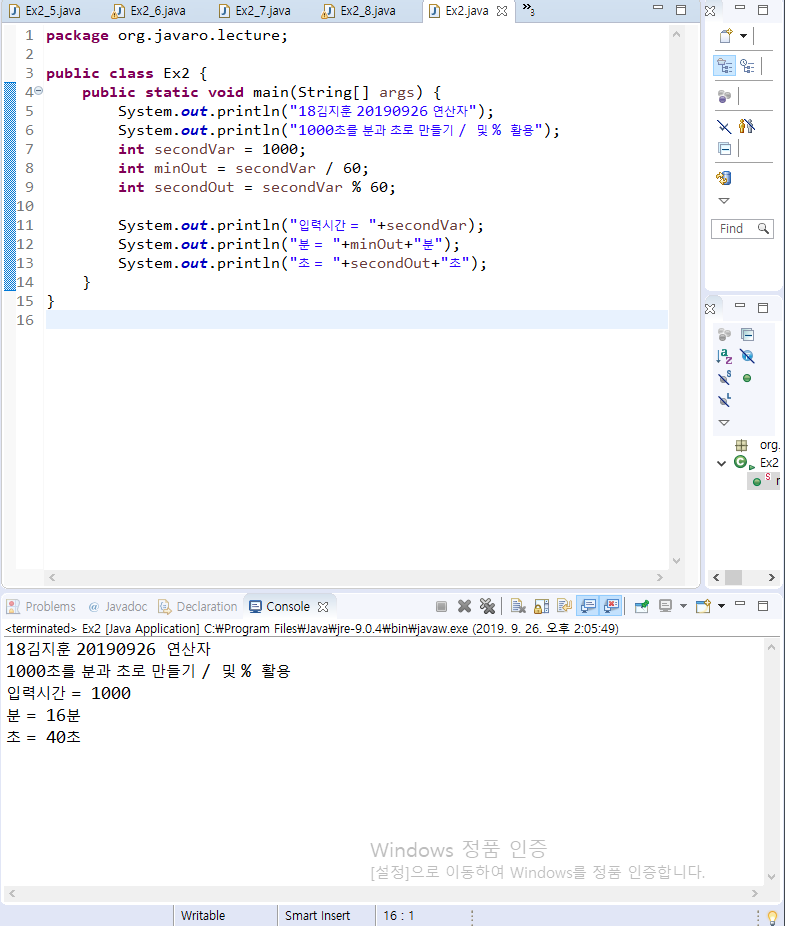 Ex2_5.java Ex2_6.java Ex2_7.java Ex2_8.java Ex2.java »3
1 package org.javaro.lecture;
2
3 public class Ex2 {
4 public static void main(String[] args) {
5 System.out.println("18김지훈 20190926 연산자");
6 System.out.println("1000초를 분과 초로 만들기 / 및 % 활용");
7 int secondVar = 1000;
8 int minOut = secondVar / 60;
9 int secondOut = secondVar % 60;
10
11 System.out.println("입력시간 = "+secondVar);
12 System.out.println("분 = "+minOut+"분");
13 System.out.println("초 = "+secondOut+"초");
14 }
15 }
16
Find
org.
Ex2
Problems @ Javadoc Declaration Console
<terminated> Ex2 [Java Application] C:₩Program Files₩Java₩jre-9.0.4₩bin₩javaw.exe (2019. 9. 26. 오후 2:05:49)
18김지훈 20190926 연산자
1000초를 분과 초로 만들기 / 및 % 활용
입력시간 = 1000
분 = 16분
초 = 40초
Windows 정품 인증
[설정]으로 이동하여 Windows를 정품 인증합니다.
Writable Smart Insert 16 : 1